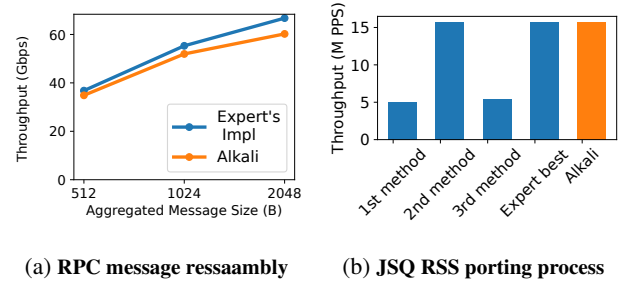 Throughput (Gbps)
60
40
20
0
Expert's
Impl
Alkali
512
1024
2048
Aggregated Message Size (B)
(a) RPC message ressaambly
Throughput (M PPS)
15
10
5
0
1st method
2nd method
3rd method
Expert best
Alkali
(b) JSQ RSS porting process